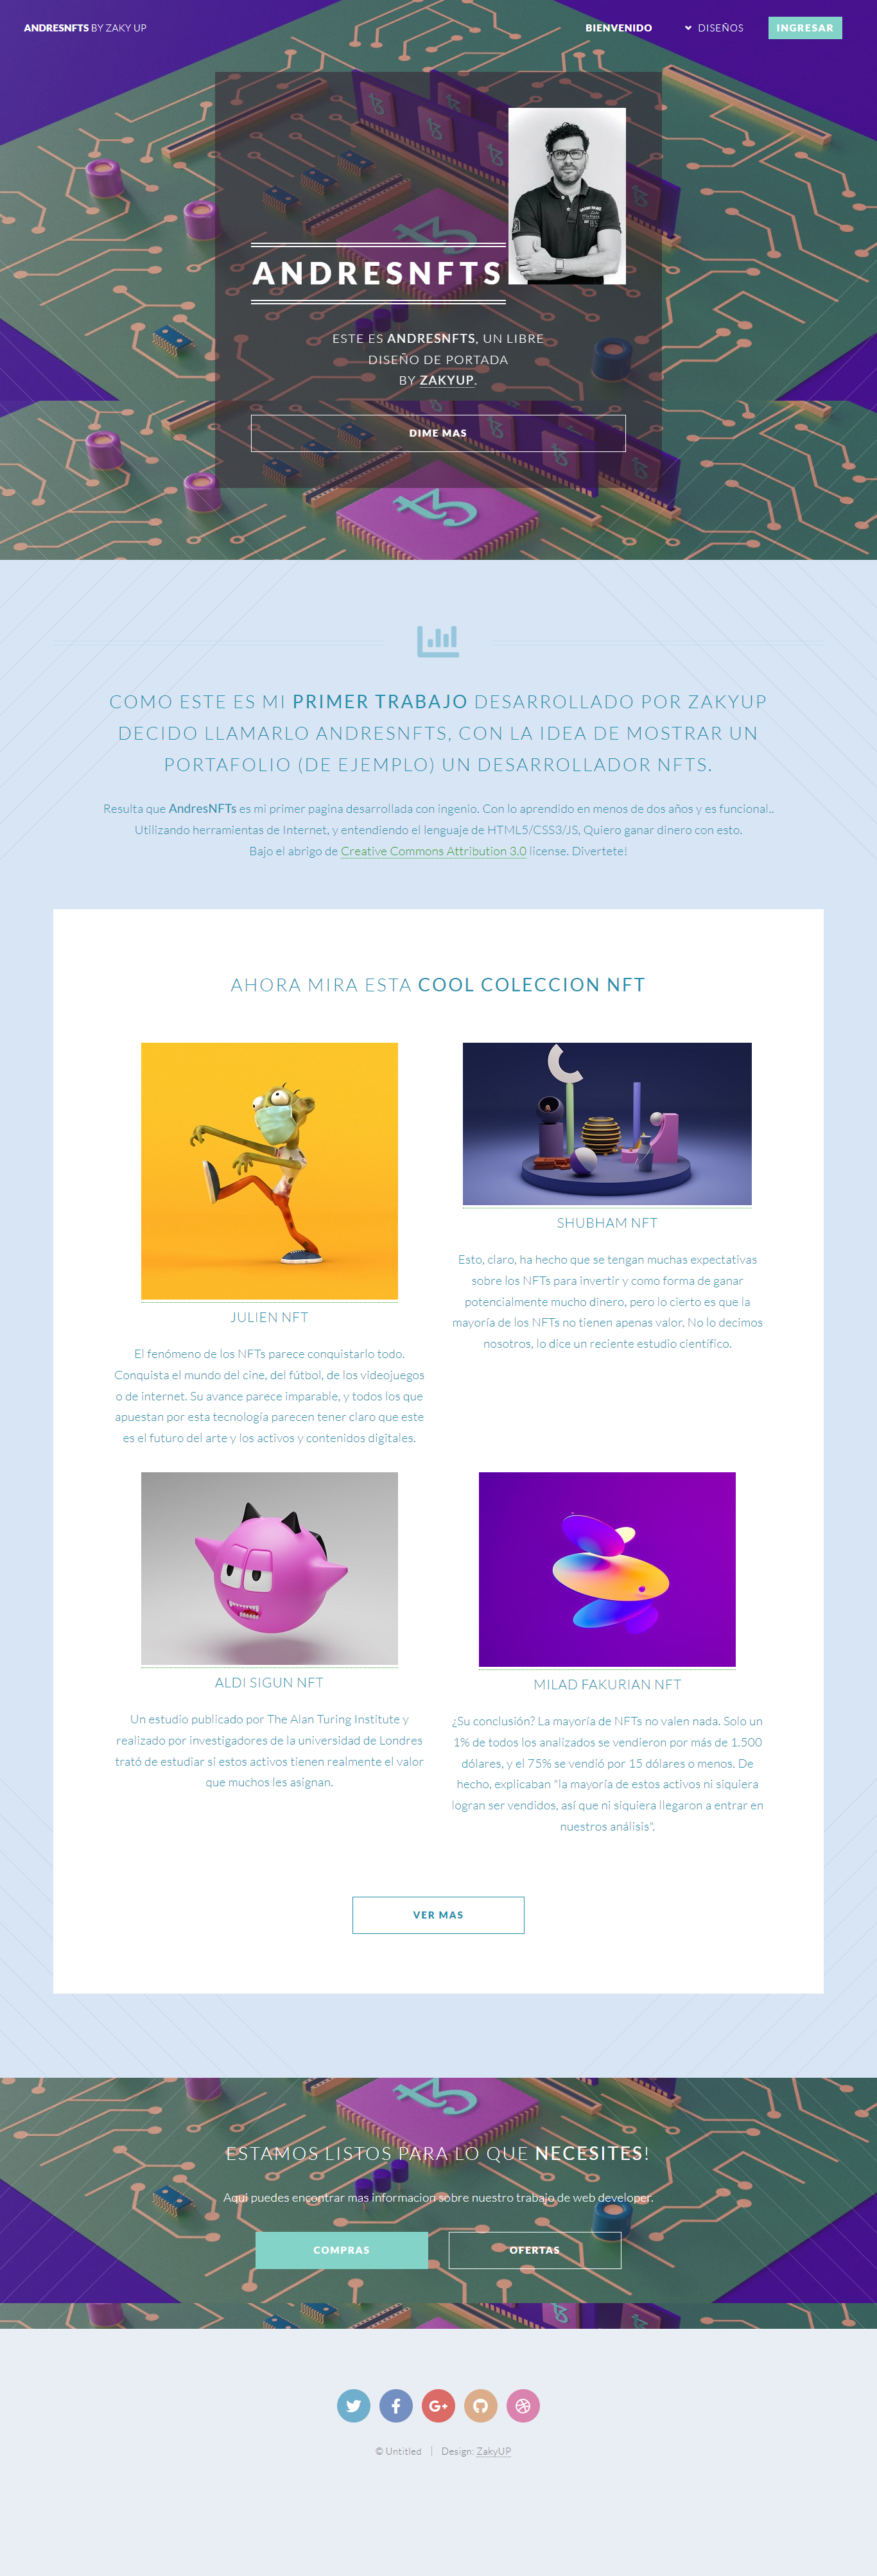 ANDRESNFTS BY ZAKY UP
BIENVENIDO
DISEÑOS
INGRESAR
ANDRESNFTS
ESTE ES ANDRESNFTS, UN LIBRE
DISEÑO DE PORTADA
BY ZAKYUP.
DIME MAS
COMO ESTE ES MI PRIMER TRABAJO DESARROLLADO POR ZAKYUP
DECIDO LLAMARLO ANDRESNFTS, CON LA IDEA DE MOSTRAR UN
PORTAFOLIO (DE EJEMPLO) UN DESARROLLADOR NFTS.
Resulta que AndresNFTs es mi primer pagina desarrollada con ingenio. Con lo aprendido en menos de dos años y es funcional..
Utilizando herramientas de Internet, y entendiendo el lenguaje de HTML5/CSS3/JS, Quiero ganar dinero con esto.
Bajo el abrigo de Creative Commons Attribution 3.0 license. Divertete!
AHORA MIRA ESTA COOL COLECCION NFT
JULIEN NFT
El fenómeno de los NFTs parece conquistarlo todo.
Conquista el mundo del cine, del fútbol, de los videojuegos
o de internet. Su avance parece imparable, y todos los que
apuestan por esta tecnología parecen tener claro que este
es el futuro del arte y los activos y contenidos digitales.
SHUBHAM NFT
Esto, claro, ha hecho que se tengan muchas expectativas
sobre los NFTs para invertir y como forma de ganar
potencialmente mucho dinero, pero lo cierto es que la
mayoría de los NFTs no tienen apenas valor. No lo decimos
nosotros, lo dice un reciente estudio científico.
ALDI SIGUN NFT
Un estudio publicado por The Alan Turing Institute y
realizado por investigadores de la universidad de Londres
trató de estudiar si estos activos tienen realmente el valor
que muchos les asignan.
MILAD FAKURIAN NFT
¿Su conclusión? La mayoría de NFTs no valen nada. Solo un
1% de todos los analizados se vendieron por más de 1.500
dólares, y el 75% se vendió por 15 dólares o menos. De
hecho, explicaban "la mayoría de estos activos ni siquiera
logran ser vendidos, así que ni siquiera llegaron a entrar en
nuestros análisis".
VER MAS
ESTAMOS LISTOS PARA LO QUE NECESITES!
Aqui puedes encontrar mas informacion sobre nuestro trabajo de web developer.
COMPRAS
OFERTAS
© Untitled
Design: ZakyUP